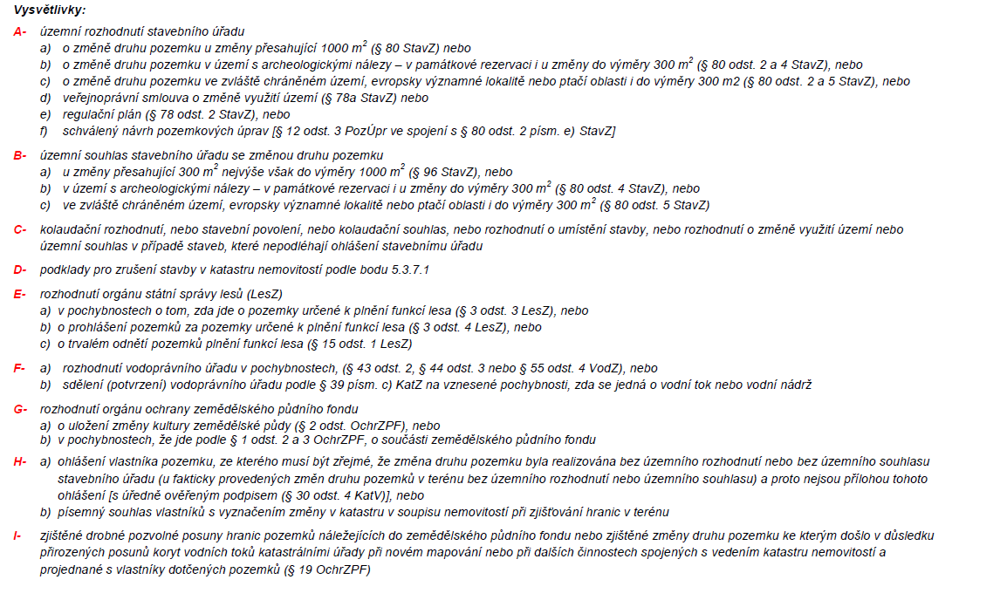 Vysvětlivky:
A- územní rozhodnutí stavebního úřadu
a) o změně druhu pozemku u změny přesahující 1000 m² (§ 80 StavZ) nebo
b) o změně druhu pozemku v území s archeologickými nálezy – v památkové rezervaci i u změny do výměry 300 m² (§ 80 odst. 2 a 4 StavZ), nebo
c) o změně druhu pozemku ve zvláště chráněném území, evropsky významné lokalitě nebo ptačí oblasti i do výměry 300 m2 (§ 80 odst. 2 a 5 StavZ), nebo
d) veřejnoprávní smlouva o změně využití území (§ 78a StavZ) nebo
e) regulační plán (§ 78 odst. 2 StavZ), nebo
f) schválený návrh pozemkových úprav [§ 12 odst. 3 PozÚpr ve spojení s § 80 odst. 2 písm. e) StavZ]
B- územní souhlas stavebního úřadu se změnou druhu pozemku
a) u změny přesahující 300 m² nejvýše však do výměry 1000 m² (§ 96 StavZ), nebo
b) v území s archeologickými nálezy – v památkové rezervaci i u změny do výměry 300 m² (§ 80 odst. 4 StavZ), nebo
c) ve zvláště chráněném území, evropsky významné lokalitě nebo ptačí oblasti i do výměry 300 m² (§ 80 odst. 5 StavZ)
C- kolaudační rozhodnutí, nebo stavební povolení, nebo kolaudační souhlas, nebo rozhodnutí o umístění stavby, nebo rozhodnutí o změně využití území nebo
územní souhlas v případě staveb, které nepodléhají ohlášení stavebnímu úřadu
D- podklady pro zrušení stavby v katastru nemovitostí podle bodu 5.3.7.1
E- rozhodnutí orgánu státní správy lesů (LesZ)
a) v pochybnostech o tom, zda jde o pozemky určené k plnění funkcí lesa (§ 3 odst. 3 LesZ), nebo
b) o prohlášení pozemků za pozemky určené k plnění funkcí lesa (§ 3 odst. 4 LesZ), nebo
c) o trvalém odnětí pozemků plnění funkcí lesa (§ 15 odst. 1 LesZ)
F- a) rozhodnutí vodoprávního úřadu v pochybnostech, (§ 43 odst. 2, § 44 odst. 3 nebo § 55 odst. 4 VodZ), nebo
b) sdělení (potvrzení) vodoprávního úřadu podle § 39 písm. c) KatZ na vznesené pochybnosti, zda se jedná o vodní tok nebo vodní nádrž
G- rozhodnutí orgánu ochrany zemědělského půdního fondu
a) o uložení změny kultury zemědělské půdy (§ 2 odst. OchrZPF), nebo
b) v pochybnostech, že jde podle § 1 odst. 2 a 3 OchrZPF, o součásti zemědělského půdního fondu
H- a) ohlášení vlastníka pozemku, ze kterého musí být zřejmé, že změna druhu pozemku byla realizována bez územního rozhodnutí nebo bez územního souhlasu
stavebního úřadu (u fakticky provedených změn druhu pozemků v terénu bez územního rozhodnutí nebo územního souhlasu) a proto nejsou přílohou tohoto
ohlášení [s úředně ověřeným podpisem (§ 30 odst. 4 KatV)], nebo
b) písemný souhlas vlastníků s vyznačením změny v katastru v soupisu nemovitostí při zjišťování hranic v terénu
I- zjištěné drobné pozvolné posuny hranic pozemků náležejících do zemědělského půdního fondu nebo zjištěné změny druhu pozemku ke kterým došlo v důsledku
přirozených posunů koryt vodních toků katastrálními úřady při novém mapování nebo při dalších činnostech spojených s vedením katastru nemovitostí a
projednané s vlastníky dotčených pozemků (§ 19 OchrZPF)